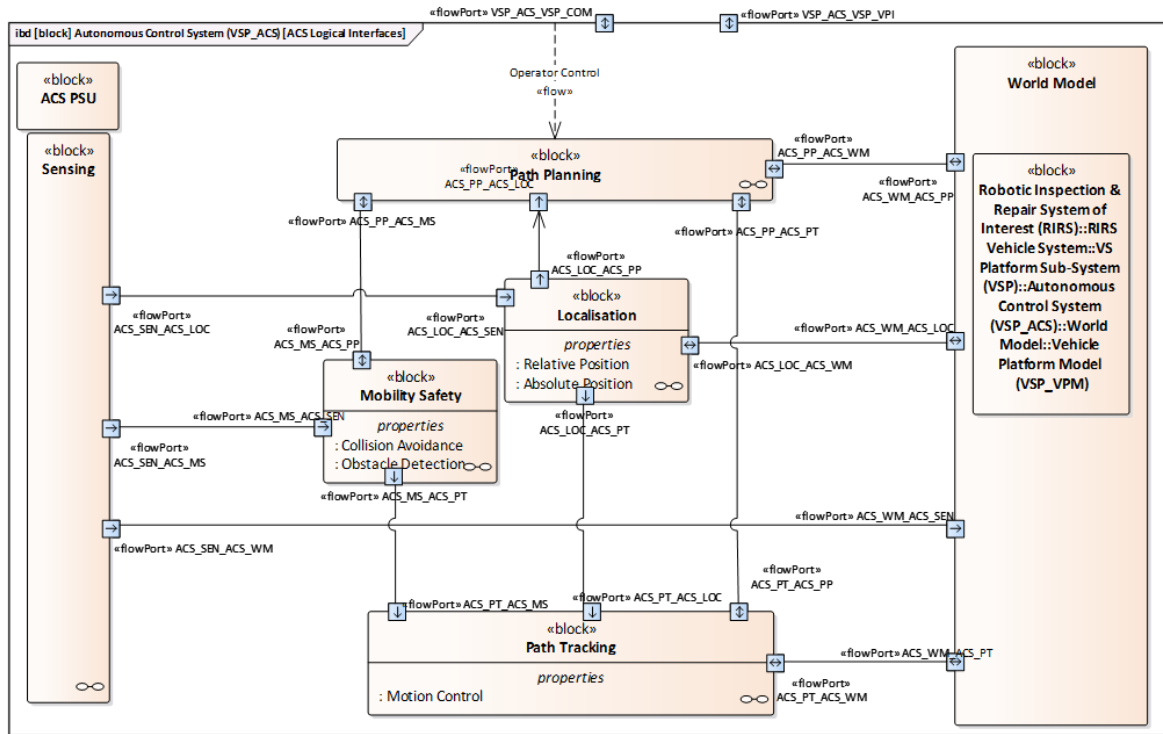 «flowPort» VSP_ACS_VSP_COM
«flowPort» VSP_ACS_VSP_VPI
ibd [block] Autonomous Control System (VSP_ACS) [ACS Logical Interfaces]
«block»
ACS PSU
«block»
Sensing
Operator Control
«flow»
«block»
Path Planning
«flowPort»
ACS_PP_ACS_LOC
«flowPort»
ACS_PP_ACS_WM
«flowPort»
ACS_WM_ACS_PP
«block»
World Model
«block»
Robotic Inspection &
Repair System of
Interest (RIRS)::RIRS
Vehicle System::VS
Platform Sub-System
(VSP)::Autonomous
Control System
(VSP_ACS)::World
Model::Vehicle
Platform Model
(VSP_VPM)
«flowPort» ACS_PP_ACS_MS
«flowPort»
ACS_PP_ACS_PT
«flowPort»
ACS_LOC_ACS_PP
«flowPort»
ACS_SEN_ACS_LOC
«flowPort»
ACS_MS_ACS_PP
«flowPort»
ACS_LOC_ACS_SEN
«block»
Localisation
properties
: Relative Position
: Absolute Position
«flowPort» ACS_WM_ACS_LOC
«flowPort» ACS_LOC_ACS_WM
«block»
Mobility Safety
properties
: Collision Avoidance
: Obstacle Detection
«flowPort» ACS_MS_ACS_SEN
«flowPort»
ACS_SEN_ACS_MS
«flowPort»
ACS_LOC_ACS_PT
«flowPort» ACS_MS_ACS_PT
«flowPort» ACS_WM_ACS_SEN
«flowPort» ACS_SEN_ACS_WM
«flowPort»
ACS_PT_ACS_PP
«flowPort» ACS_PT_ACS_MS
«flowPort» ACS_PT_ACS_LOC
«block»
Path Tracking
properties
: Motion Control
«flowPort» ACS_WM_ACS_PT
«flowPort»
ACS_PT_ACS_WM